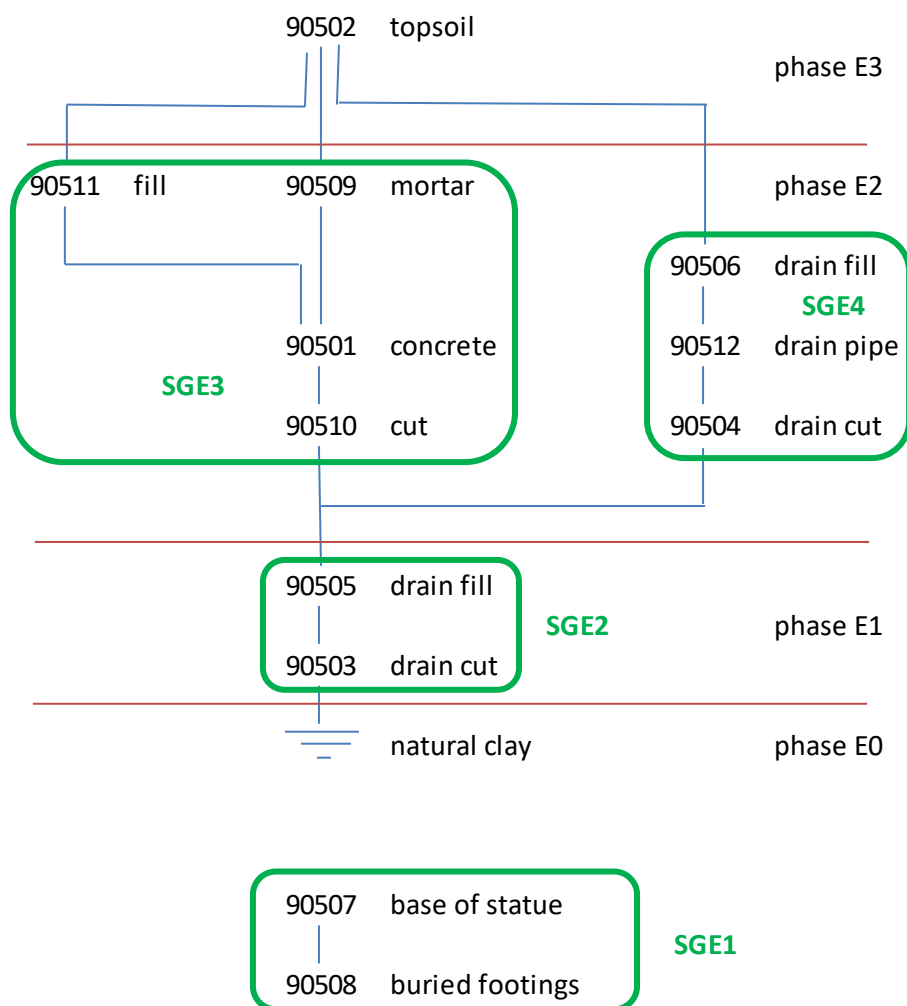 90502 topsoil
phase E3
90511 fill 90509 mortar phase E2
90506 drain fill
SGE4
90501 concrete 90512 drain pipe
SGE3
90510 cut 90504 drain cut
90505 drain fill
SGE2 phase E1
90503 drain cut
natural clay phase E0
90507 base of statue
SGE1
90508 buried footings